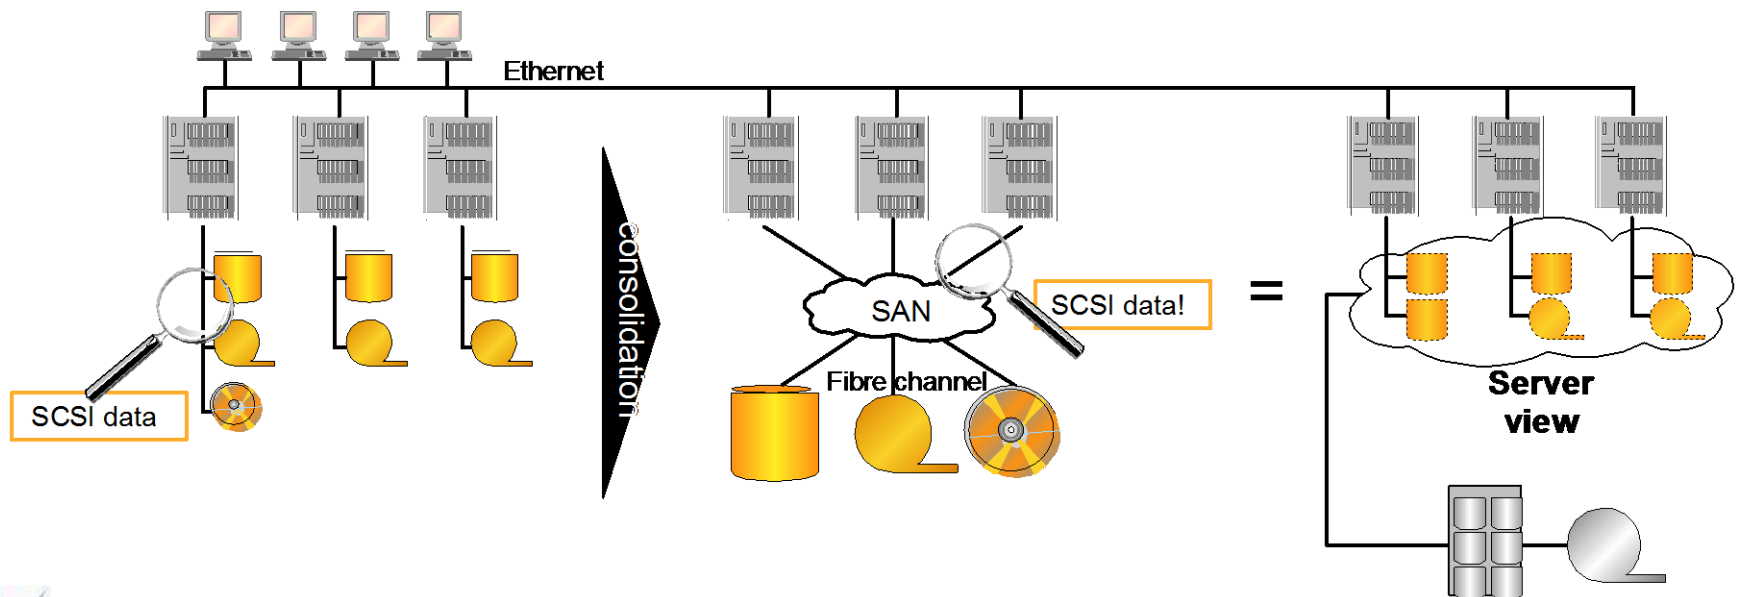 Ethernet
consolidation
SCSI data
SAN
SCSI data!
Fibre channel
=
Server
view